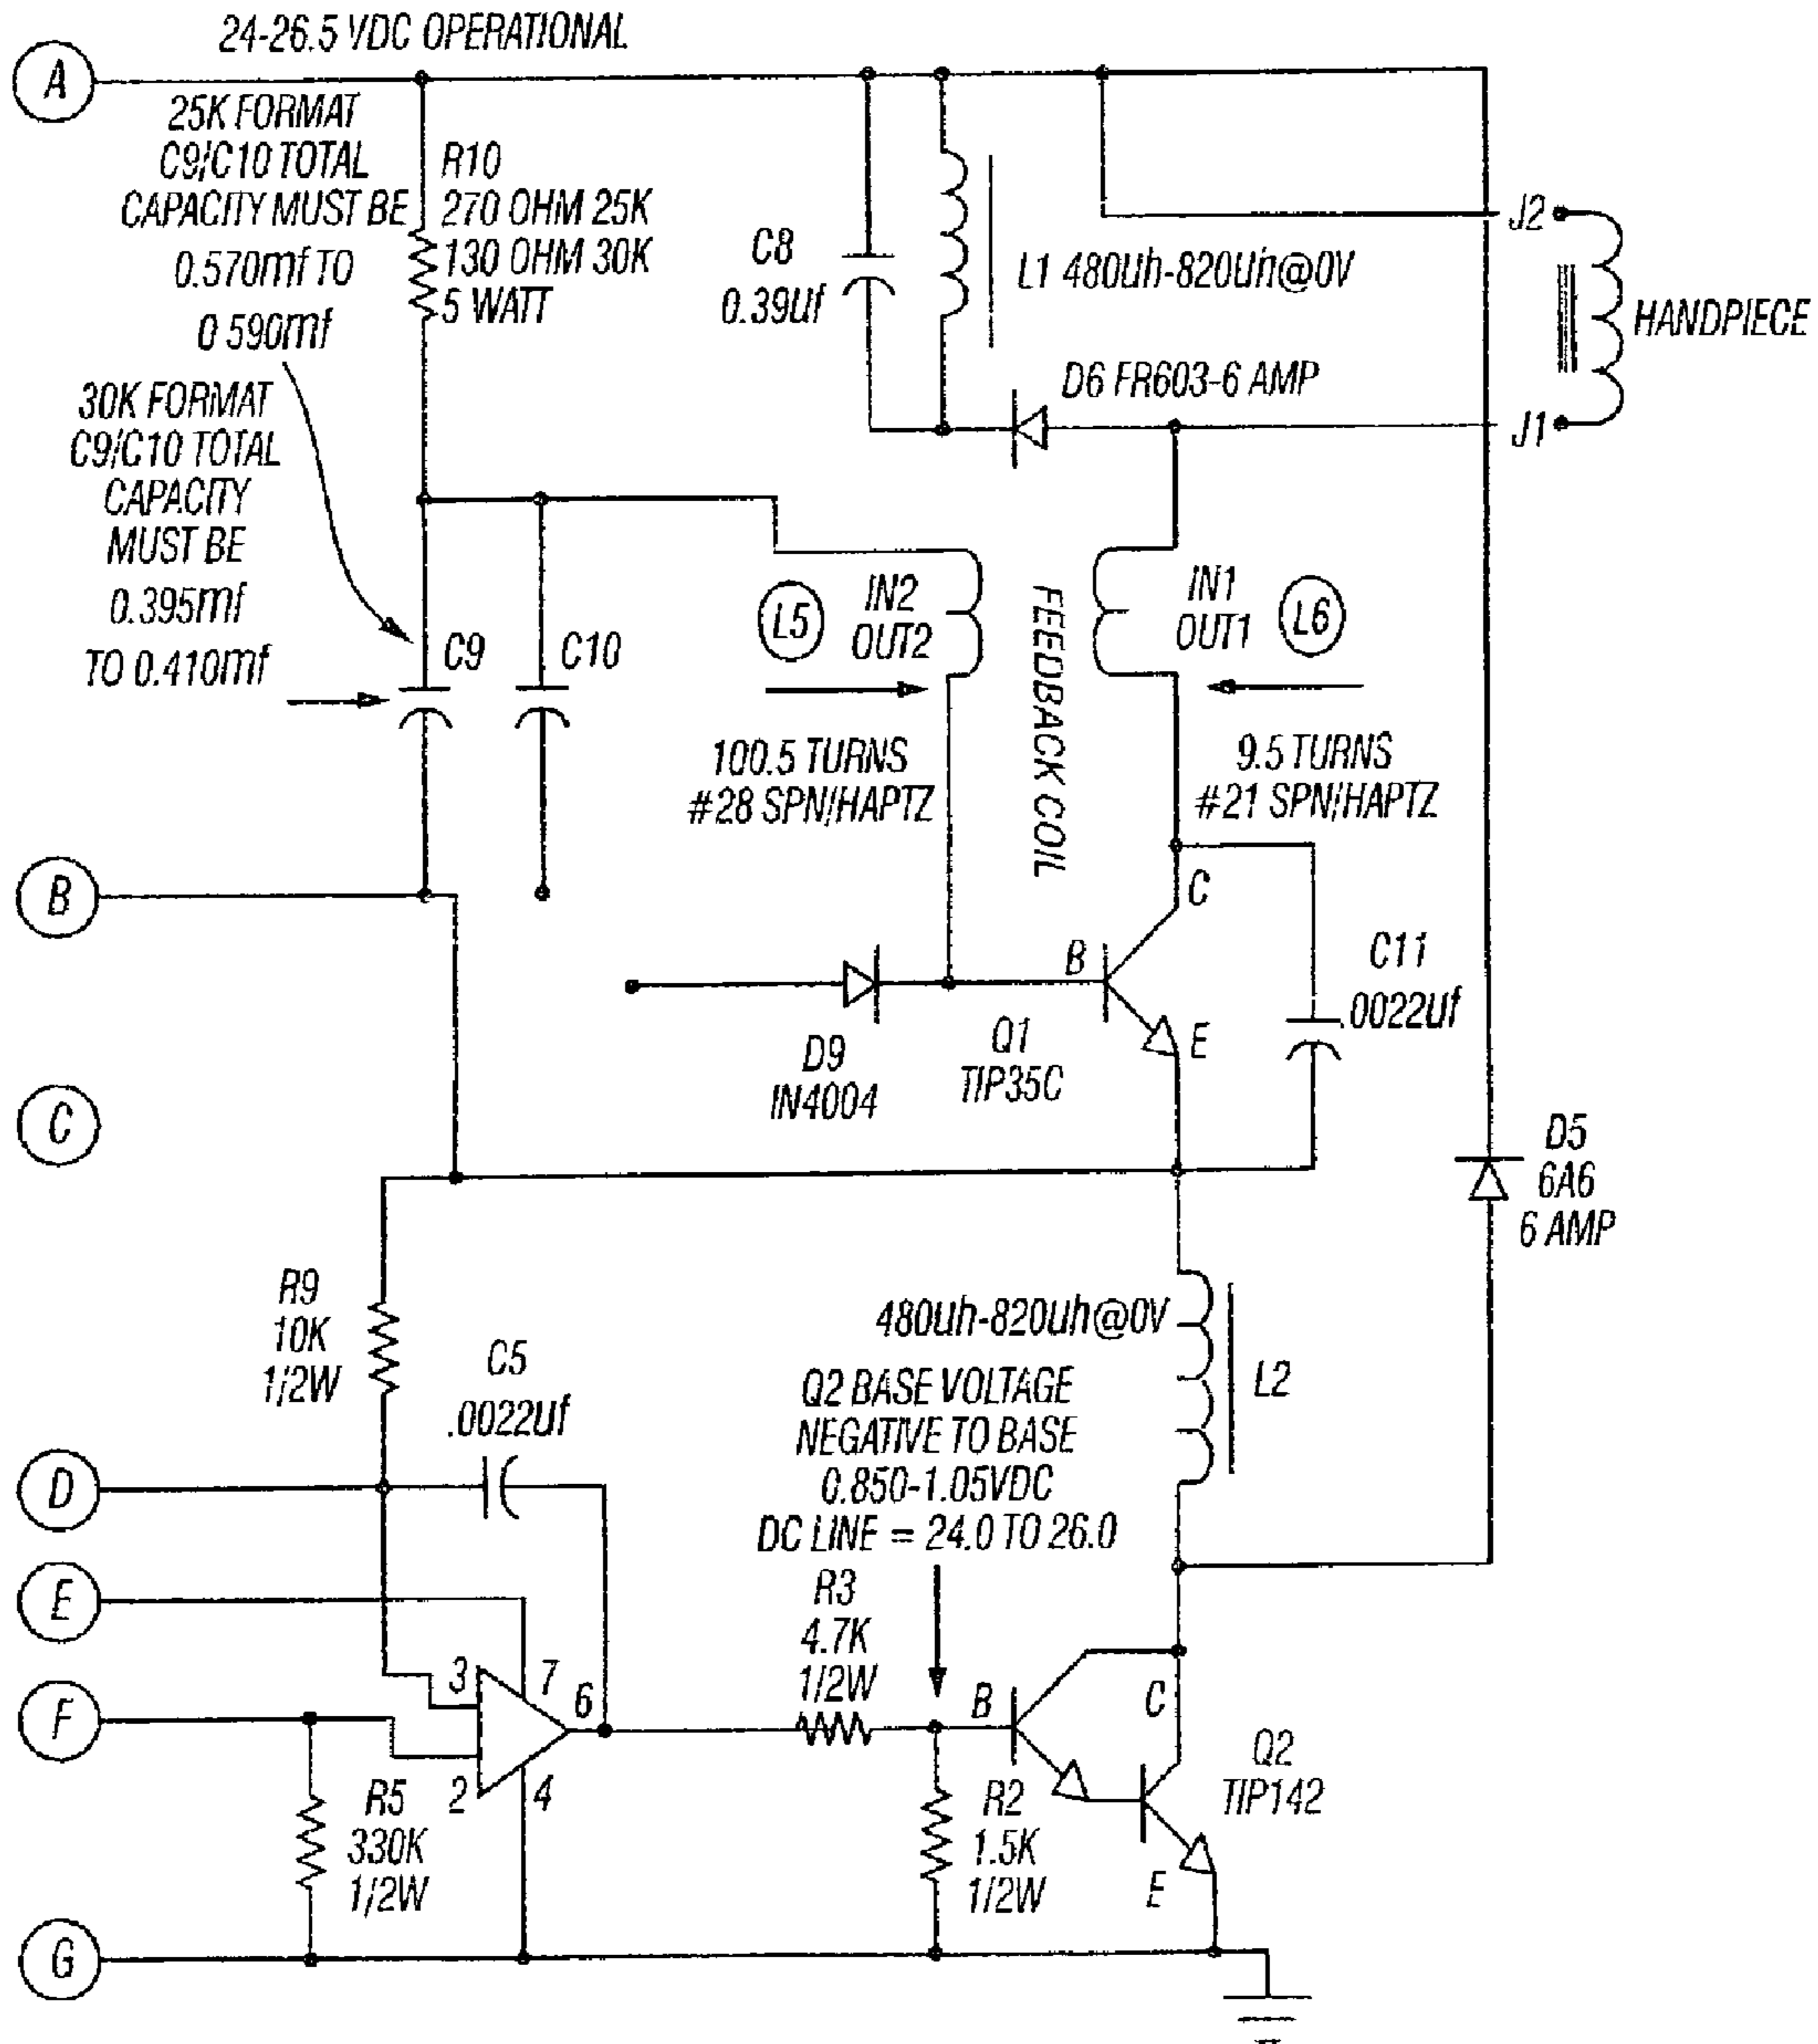 24-26.5 VDC OPERATIONAL
A
25K FORMAT
C9/C10 TOTAL
CAPACITY MUST BE
0.570mf TO
0 590mf
R10
270 OHM 25K
130 OHM 30K
5 WATT
C8
0.39uf
L1 480uh-820uh@0V
J2
HANDPIECE
J1
D6 FR603-6 AMP
30K FORMAT
C9/C10 TOTAL
CAPACITY
MUST BE
0.395mf
TO 0.410mf
C9
C10
L5
IN2
OUT2
FEEDBACK COIL
IN1
OUT1
L6
100.5 TURNS
#28 SPN/HAPTZ
9.5 TURNS
#21 SPN/HAPTZ
B
C
B
E
C11
.0022uf
D9
IN4004
Q1
TIP35C
C
D5
6A6
6 AMP
R9
10K
1/2W
C5
.0022uf
480uh-820uh@0V
L2
Q2 BASE VOLTAGE
NEGATIVE TO BASE
0.850-1.05VDC
DC LINE = 24.0 TO 26.0
D
E
R3
4.7K
1/2W
F
3
7
6
2
4
B
C
Q2
TIP142
E
R5
330K
1/2W
R2
1.5K
1/2W
G